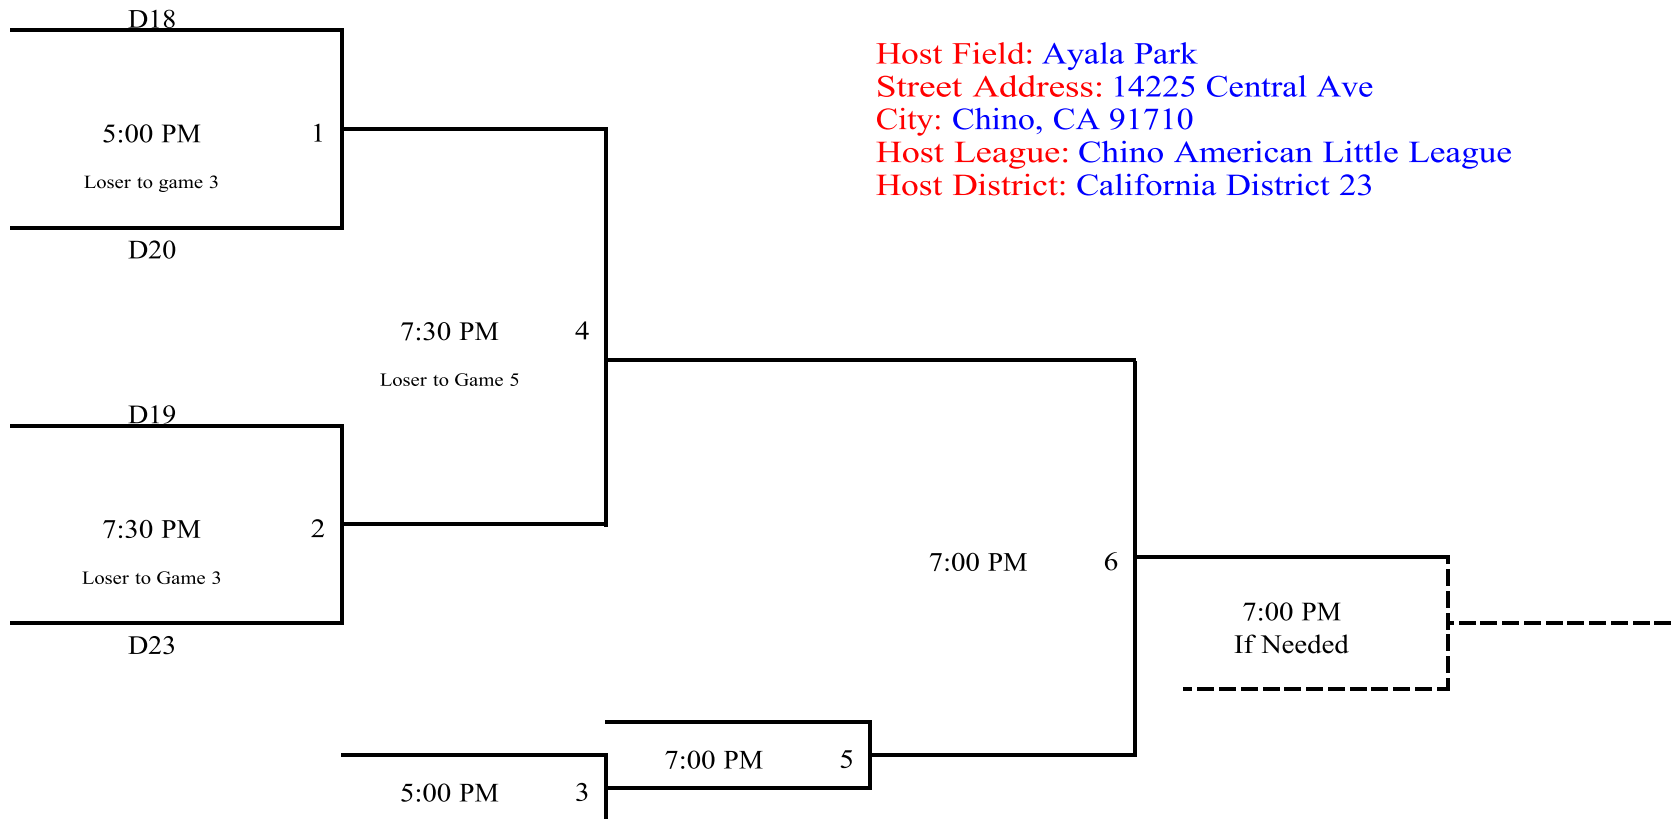 D18
Host Field: Ayala Park
Street Address: 14225 Central Ave
City: Chino, CA 91710
Host League: Chino American Little League
Host District: California District 23
5:00 PM 1
Loser to game 3
D20
7:30 PM 4
Loser to Game 5
D19
7:30 PM 2
Loser to Game 3
D23
7:00 PM 6
7:00 PM
If Needed
7:00 PM 5
5:00 PM 3